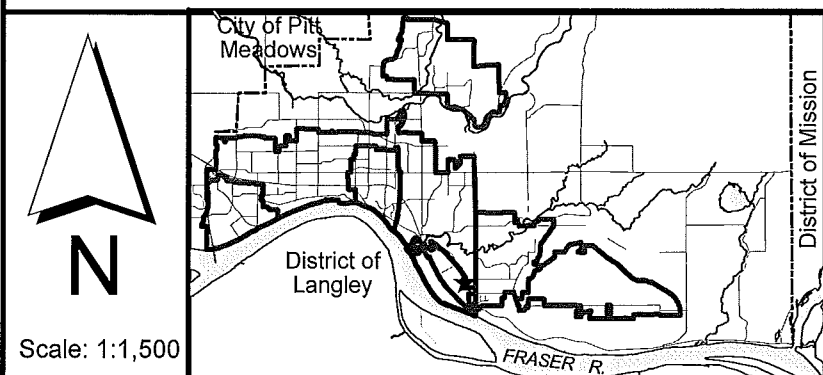 City of Pitt
Meadows
District of Mission
District of
Langley
N
Scale: 1:1,500
FRASER R.